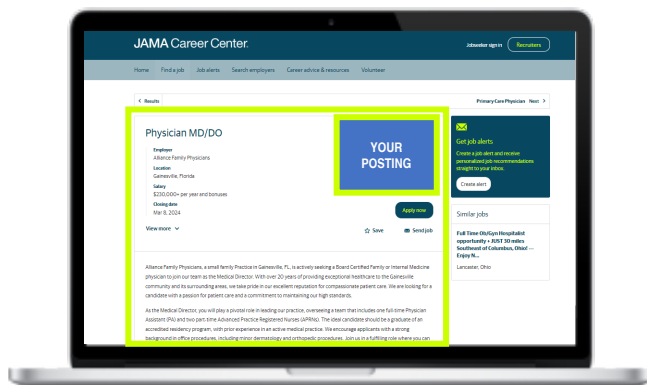 JAMA Career Center.
Jobseeker sign in
Recruiters
Home Find a job Job alerts Search employers Career advice & resources Volunteer
< Results
Primary Care Physician Next >
Physician MD/DO
Employer
Alliance Family Physicians
Location
Gainesville, Florida
Salary
$230,000+ per year and bonuses
Closing date
Mar 8, 2024
View more
YOUR
POSTING
Apply now
Save Send job
Alliance Family Physicians, a small family Practice in Gainesville, FL, is actively seeking a Board Certified Family or Internal Medicine
physician to join our team as the Medical Director. With over 20 years of providing exceptional healthcare to the Gainesville
community and its surrounding areas, we take pride in our excellent reputation for compassionate patient care. We are looking for a
candidate with a passion for patient care and a commitment to maintaining our high standards.
As the Medical Director, you will play a pivotal role in leading our practice, overseeing a team that includes one full-time Physician
Assistant (PA) and two part-time Advanced Practice Registered Nurses (APRNs). The ideal candidate should be a graduate of an
accredited residency program, with prior experience in an active medical practice. We encourage applicants with a strong
background in office procedures, including minor dermatology and orthopedic procedures. Join us in a fulfilling role where you can
Get job alerts
Create a job alert and receive
personalized job recommendations
straight to your inbox.
Create alert
Similar jobs
Full Time Ob/Gyn Hospitalist
opportunity + JUST 30 miles
Southeast of Columbus, Ohio! --
Enjoy N...
Lancaster, Ohio